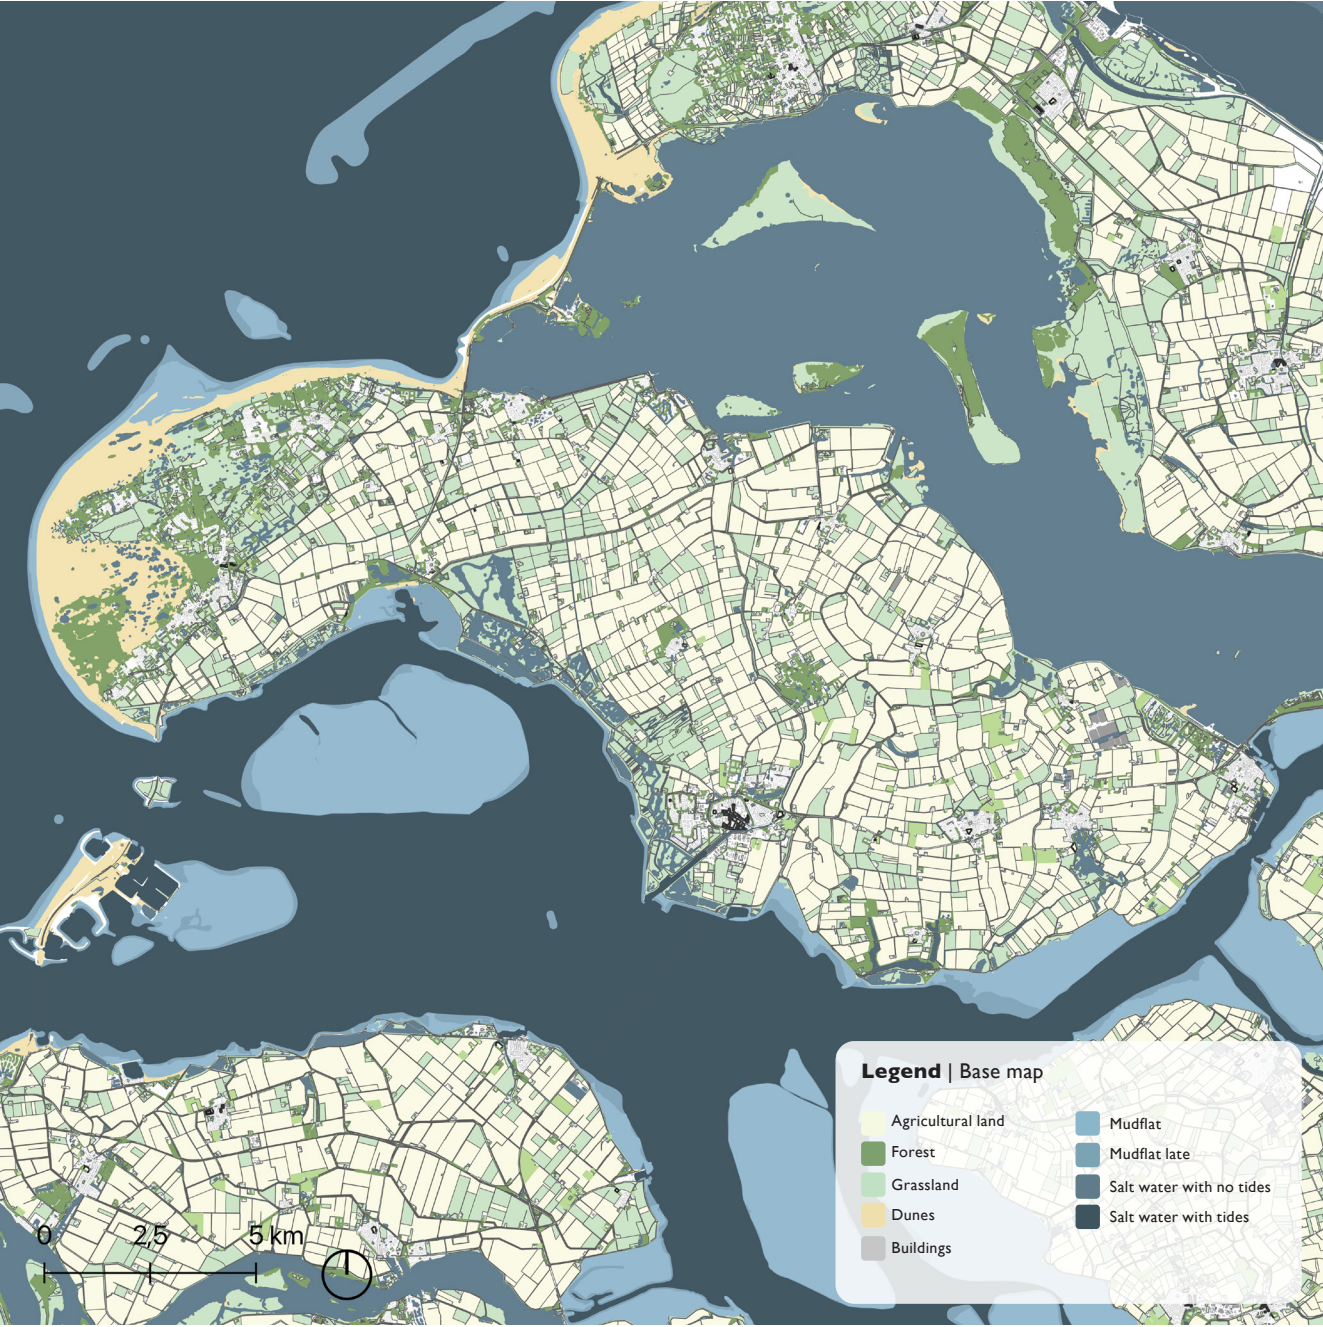 Legend | Base map
Agricultural land
Forest
Grassland
Dunes
Buildings
Mudflat
Mudflat late
Salt water with no tides
Salt water with tides
0 2,5 5 km